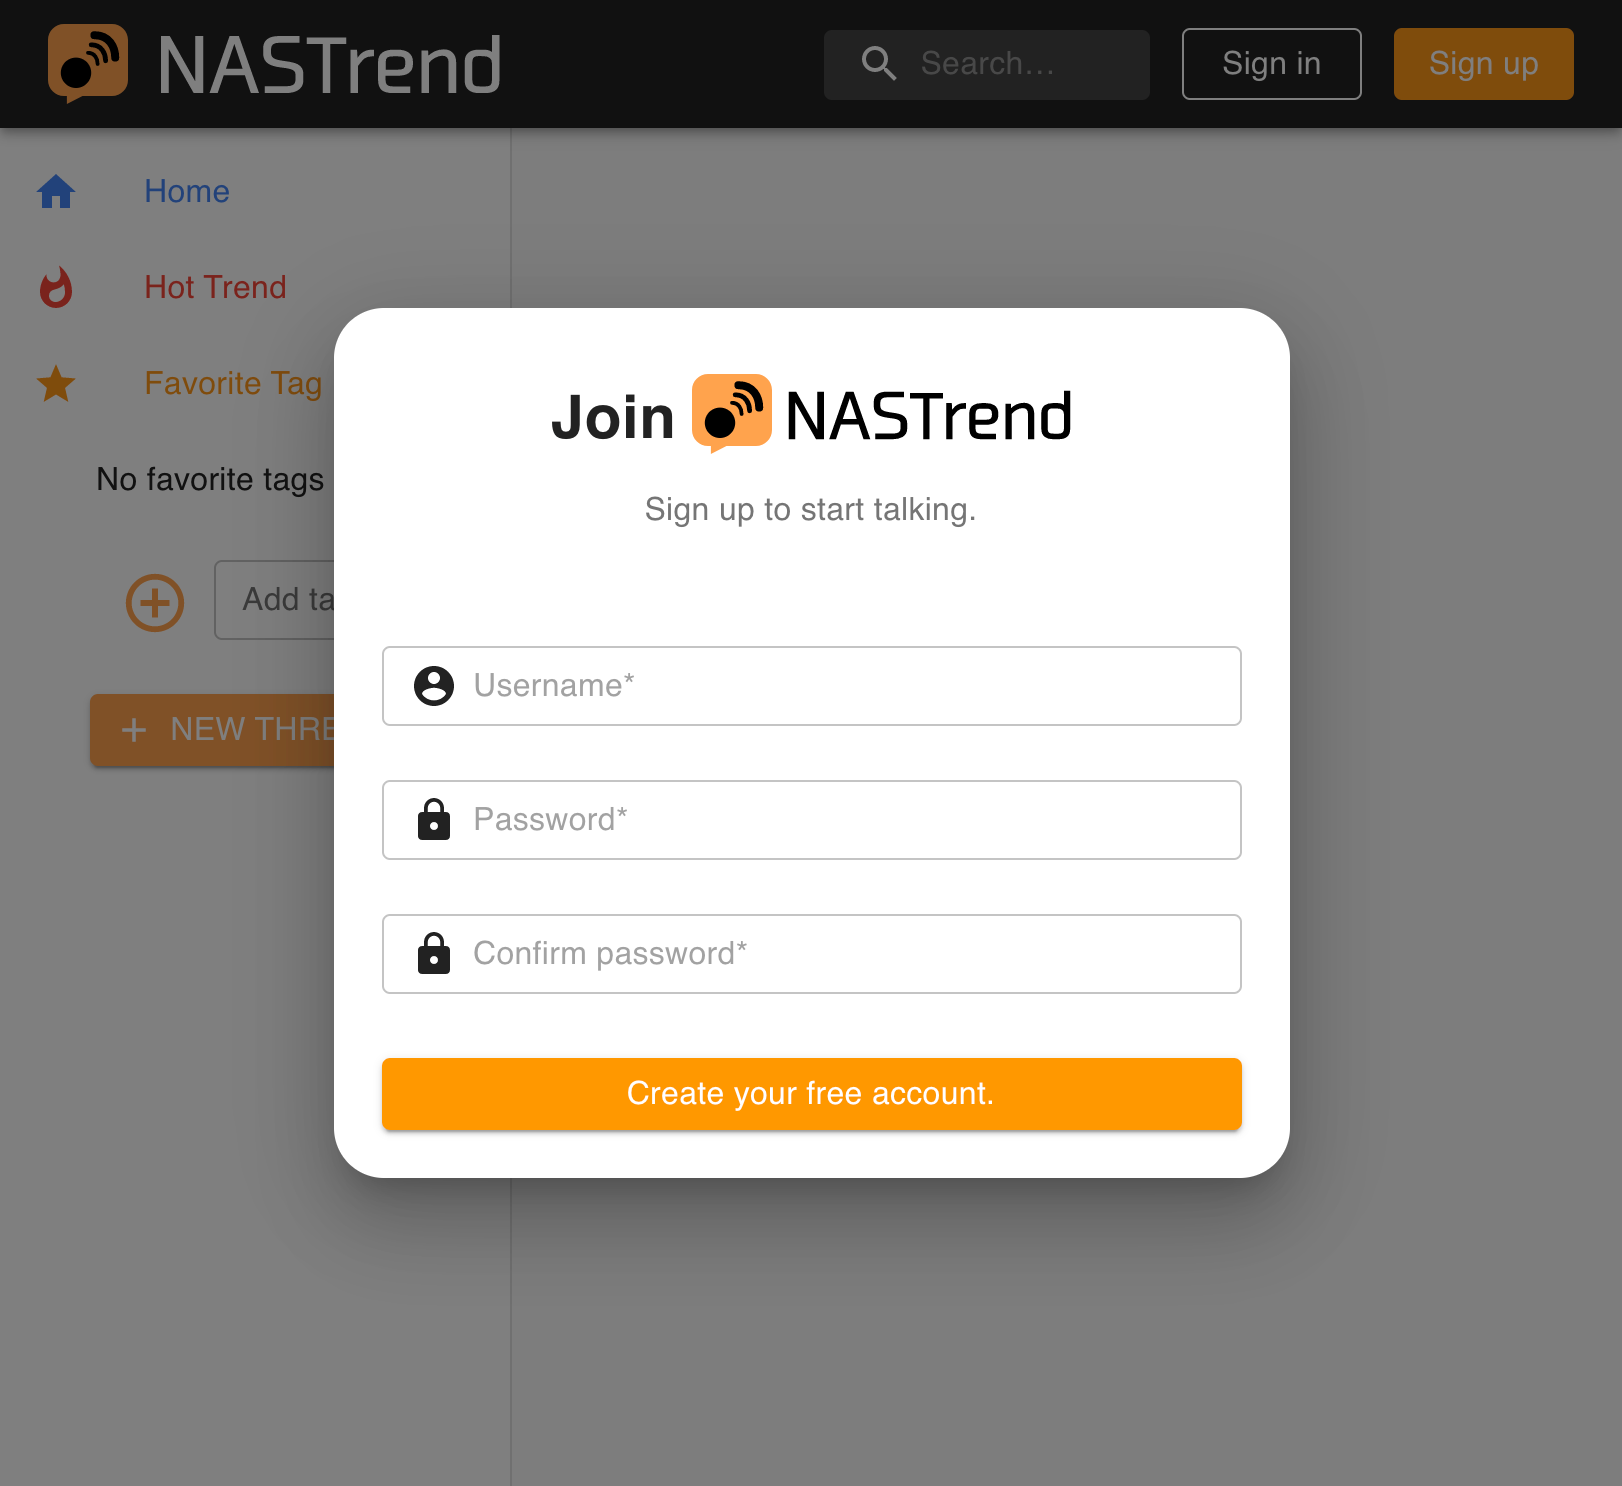 NASTrend
Search...
Sign in
Sign up
Home
Hot Trend
Favorite Tag
No favorite tags
Add ta
NEW THRE
Join NASTrend
Sign up to start talking.
Username*
Password*
Confirm password*
Create your free account.